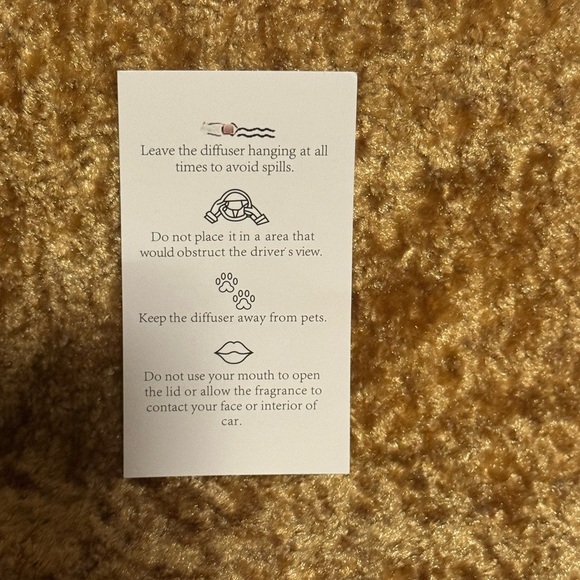 Leave the diffuser hanging at all
times to avoid spills.
Do not place it in a area that
would obstruct the driver's view.
Keep the diffuser away from pets.
Do not use your mouth to open
the lid or allow the fragrance to
contact your face or interior of
car.